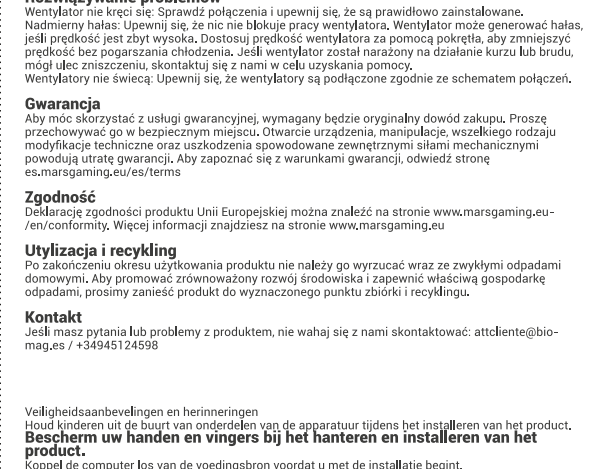 Rozwiązywanie problemów
Wentylator nie kręci się: Sprawdź połączenia i upewnij się, że są prawidłowo zainstalowane.
Nadmierny hałas: Upewnij się, że nic nie blokuje pracy wentylatora. Wentylator może generować hałas,
jeśli prędkość jest zbyt wysoka. Dostosuj prędkość wentylatora za pomocą pokrętła, aby zmniejszyć
prędkość bez pogarszania chłodzenia. Jeśli wentylator został narażony na działanie kurzu lub brudu,
mógł ulec zniszczeniu, skontaktuj się z nami w celu uzyskania pomocy.
Wentylatory nie świecą: Upewnij się, że wentylatory są podłączone zgodnie ze schematem połączeń.
Gwarancja
Aby móc skorzystać z usługi gwarancyjnej, wymagany będzie oryginalny dowód zakupu. Proszę
przechowywać go w bezpiecznym miejscu. Otwarcie urządzenia, manipulacje, wszelkiego rodzaju
modyfikacje techniczne oraz uszkodzenia spowodowane zewnętrznymi siłami mechanicznymi
powodują utratę gwarancji. Aby zapoznać się z warunkami gwarancji, odwiedź stronę
es.marsgaming.eu/es/terms
Zgodność
Deklarację zgodności produktu Unii Europejskiej można znaleźć na stronie www.marsgaming.eu-
/en/conformity. Więcej informacji znajdziesz na stronie www.marsgaming.eu
Utylizacja i recykling
Po zakończeniu okresu użytkowania produktu nie należy go wyrzucać wraz ze zwykłymi odpadami
domowymi. Aby promować zrównoważony rozwój środowiska i zapewnić właściwą gospodarkę
odpadami, prosimy zanieść produkt do wyznaczonego punktu zbiórki i recyklingu.
Kontakt
Jeśli masz pytania lub problemy z produktem, nie wahaj się z nami skontaktować: attcliente@bio-
mag.es / +34945124598
Veiligheidsaanbevelingen en herinneringen
Houd kinderen uit de buurt van onderdelen van de apparatuur tijdens het installeren van het product.
Bescherm uw handen en vingers bij het hanteren en installeren van het
product.
Koppel de computer los van de voedingsbron voordat u met de installatie begint.